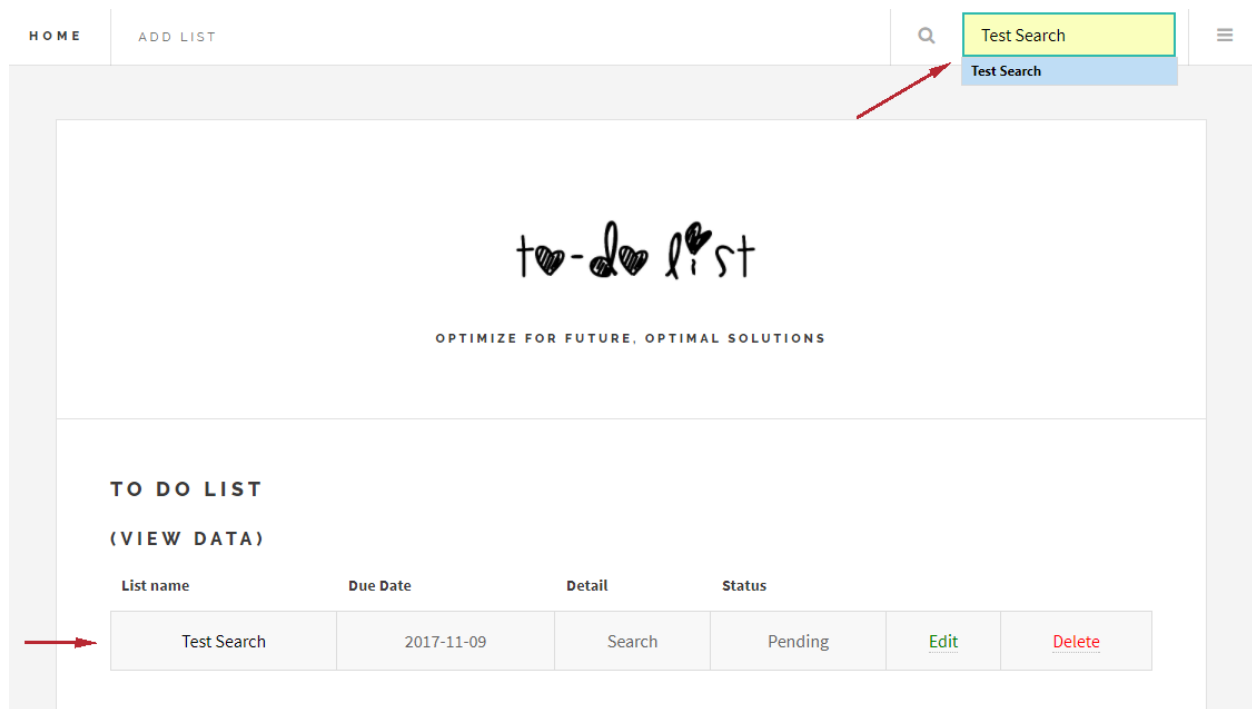 HOME ADD LIST Test Search
Test Search
to-do list
OPTIMIZE FOR FUTURE, OPTIMAL SOLUTIONS
TO DO LIST
(VIEW DATA)
List name Due Date Detail Status
Test Search 2017-11-09 Search Pending Edit Delete